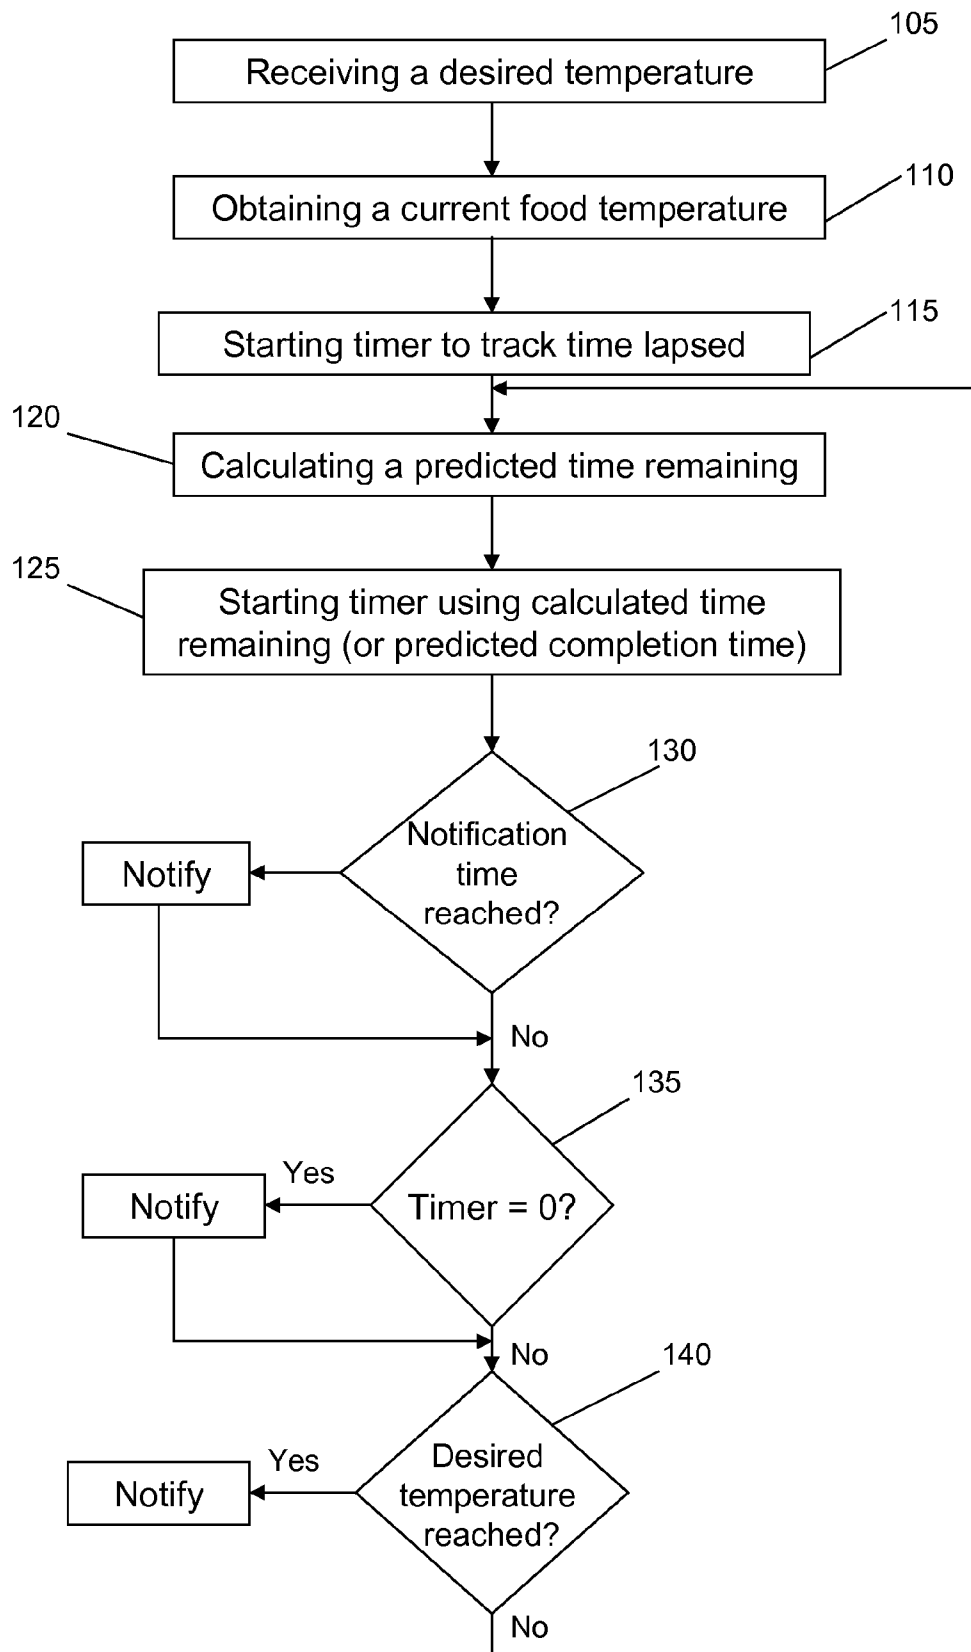 105
Receiving a desired temperature
110
Obtaining a current food temperature
115
Starting timer to track time lapsed
120
Calculating a predicted time remaining
125
Starting timer using calculated time
remaining (or predicted completion time)
130
Notification
time
reached?
Notify
No
135
Yes
Timer = 0?
Notify
No
140
Yes
Desired
temperature
reached?
Notify
No